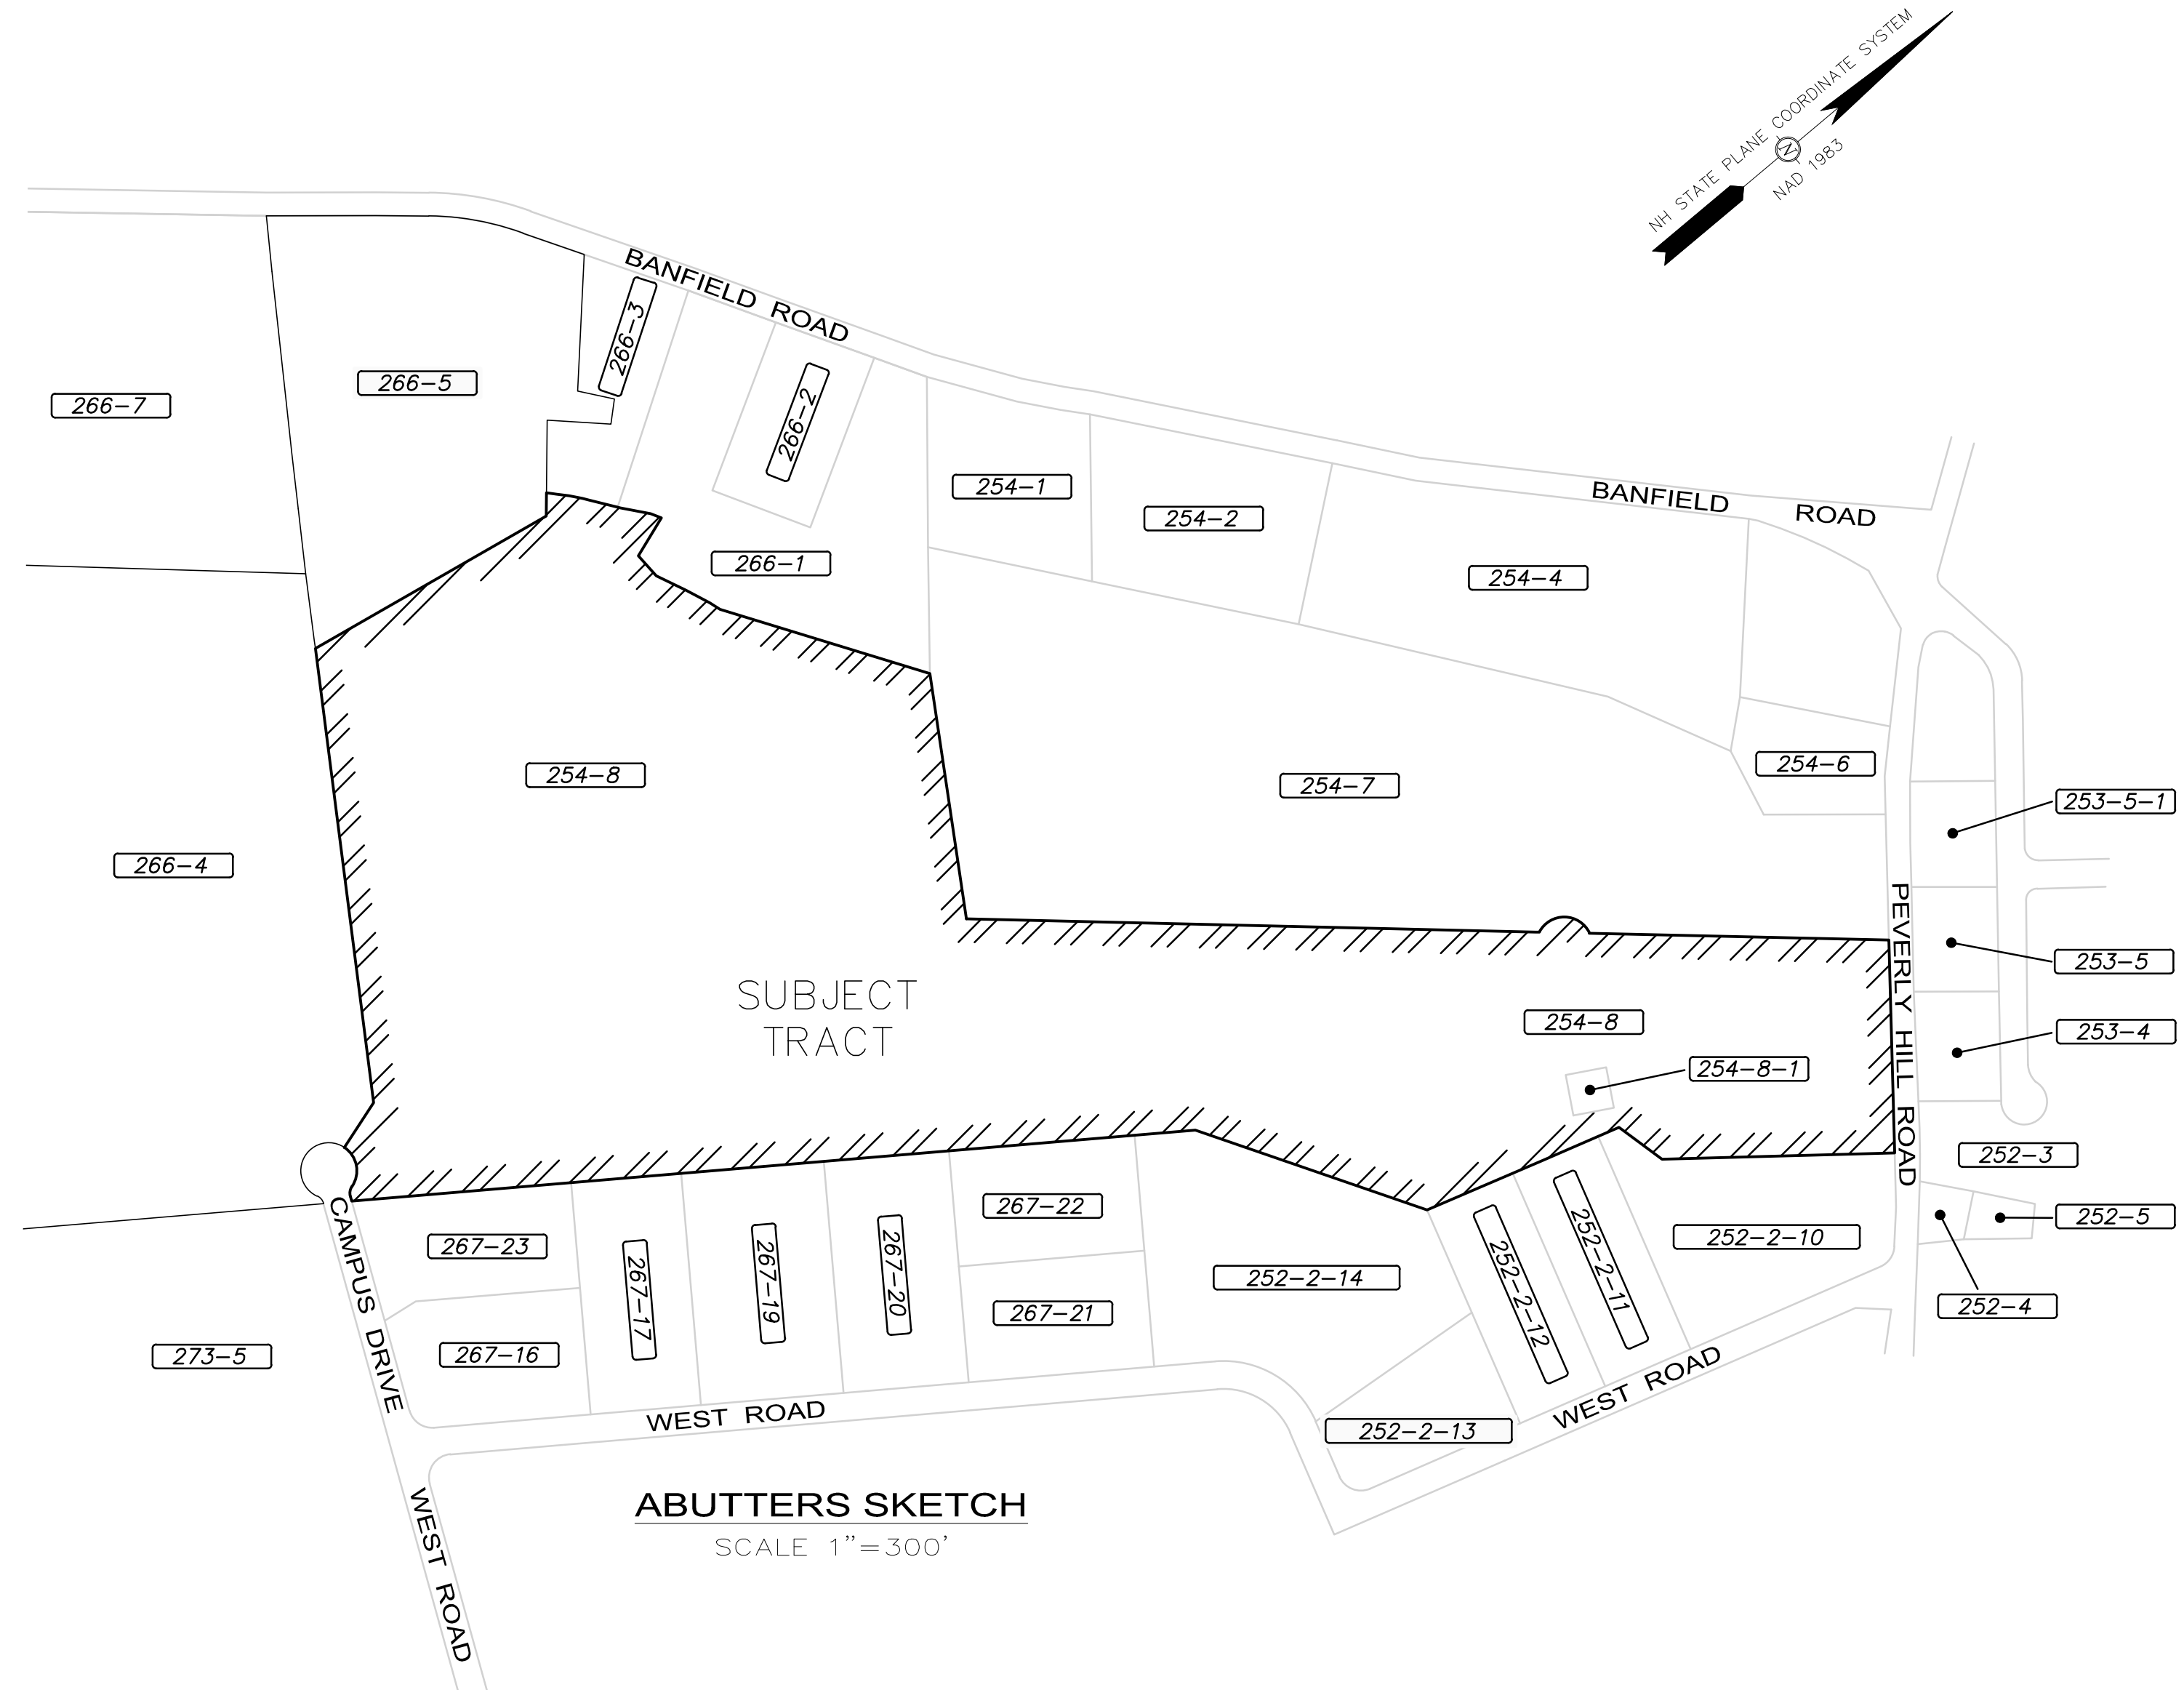 NH STATE PLANE COORDINATE SYSTEM
N
NAD 1983
BANFIELD ROAD
266-3
266-5
266-7
266-2
254-1
254-2
BANFIELD ROAD
266-1
254-4
254-8
254-7
254-6
253-5-1
266-4
PEVERLY HILL ROAD
253-5
SUBJECT
TRACT
254-8
253-4
254-8-1
252-3
CAMPUS DRIVE
267-23
267-17
267-19
267-20
267-22
252-2-12
252-2-11
252-2-10
252-5
252-2-14
267-21
252-4
273-5
267-16
WEST ROAD
252-2-13
WEST ROAD
WEST ROAD
ABUTTERS SKETCH
SCALE 1"=300'